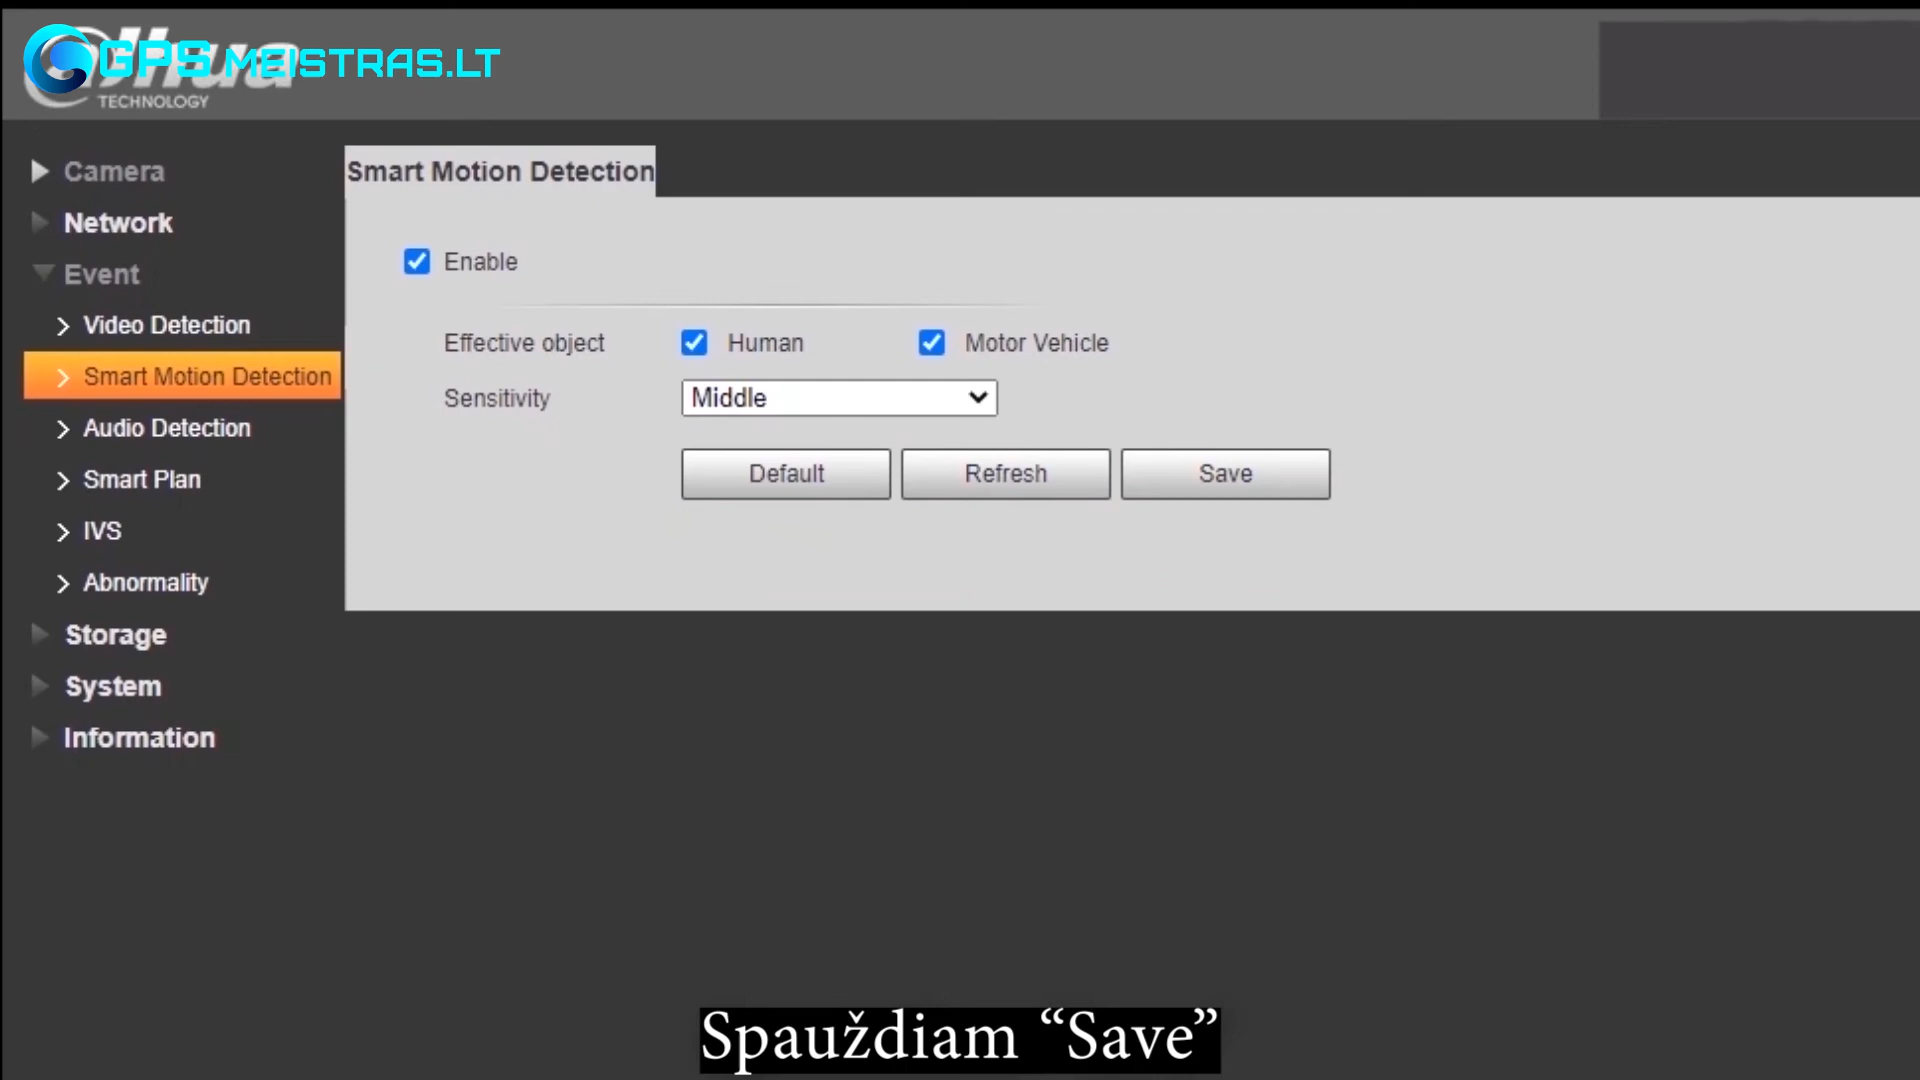 GPS MEISTRAS.LT
TECHNOLOGY
Camera
Network
Event
Video Detection
Smart Motion Detection
Audio Detection
Smart Plan
IVS
Abnormality
Storage
System
Information
Smart Motion Detection
Enable
Effective object Human Motor Vehicle
Sensitivity Middle
Default Refresh Save
Spauždiam “Save”